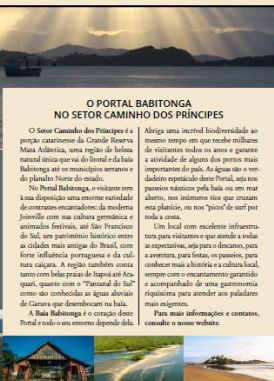 O PORTAL BABITONGA
NO SETOR CAMINHO DOS PRÍNCIPES
O Setor Caminho dos Príncipes é a
porção catarinense da Grande Reserva
Mata Atlântica, uma região de beleza
natural única que vai do litoral e da baía
Babitonga até os municípios serranos e
do planalto Norte do estado.
No Portal Babitonga, o visitante tem
à sua disposição uma enorme variedade
de contrastes encantadores: da moderna
Joinville com sua cultura germânica e
animados festivais, até São Francisco
do Sul, um patrimônio histórico entre
as cidades mais antigas do Brasil, com
forte influência portuguesa e da cul-
tura caiçara. A região também conta
tanto com belas praias de Itapoá até Ara-
quari, quanto com o "Pantanal do Sul"
como são conhecidas as águas aluviais
de Garuva que desembocam na baía.
A Baía Babitonga é o coração deste
Portal e todo o seu entorno depende dela.
Abriga uma incrível biodiversidade ao
mesmo tempo em que recebe milhares
de visitantes todos os anos e garante
a atividade de alguns dos portos mais
importantes do país. As águas são o ver-
dadeiro espetáculo deste Portal, seja nos
passeios náuticos pela baía ou em mar
aberto, nos inúmeros rios que cruzam
esta planície, ou nos "picos" de surf por
toda a costa.
Um local com excelente infraestru-
tura para visitantes e que atende a todas
as expectativas, seja para o descanso, para
a aventura, para festas, os passeios, para
conhecer mais a história e a cultura local,
sempre com o encantamento garantido
e acompanhado de uma gastronomia
riquíssima para atender aos paladares
mais exigentes.
Para mais informações e contatos,
consulte o nosso website.